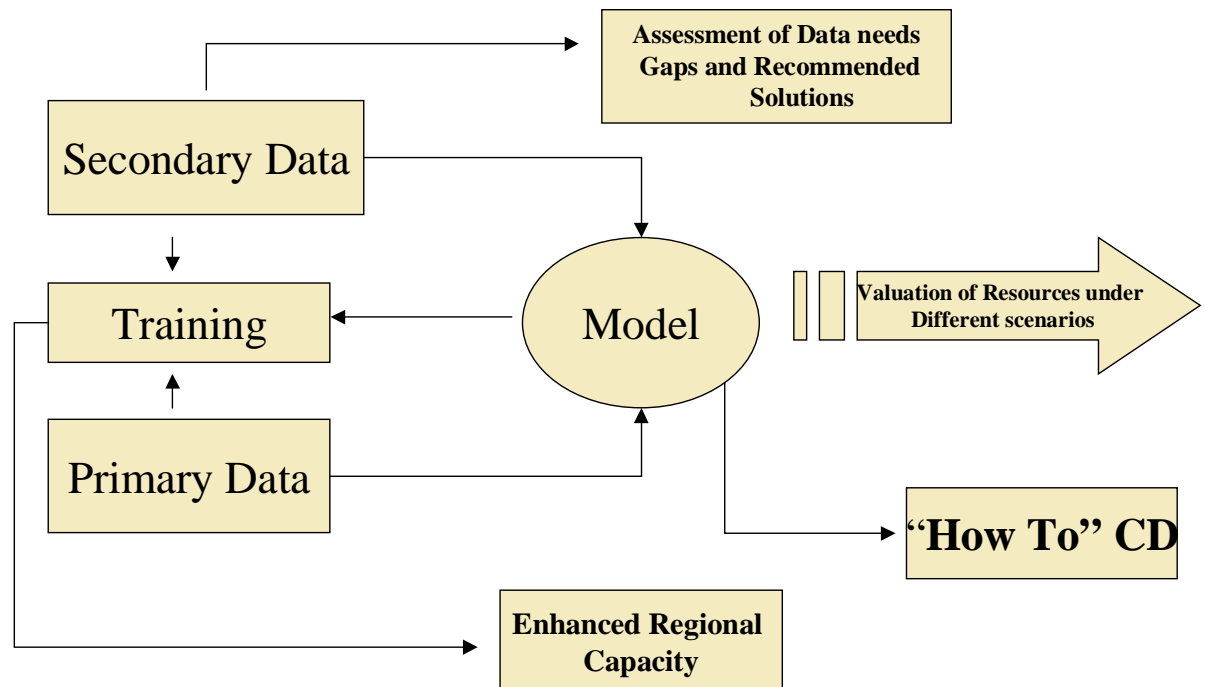 Assessment of Data needs
Gaps and Recommended
Solutions
Secondary Data
Training
Model
Valuation of Resources under
Different scenarios
Primary Data
“How To” CD
Enhanced Regional
Capacity